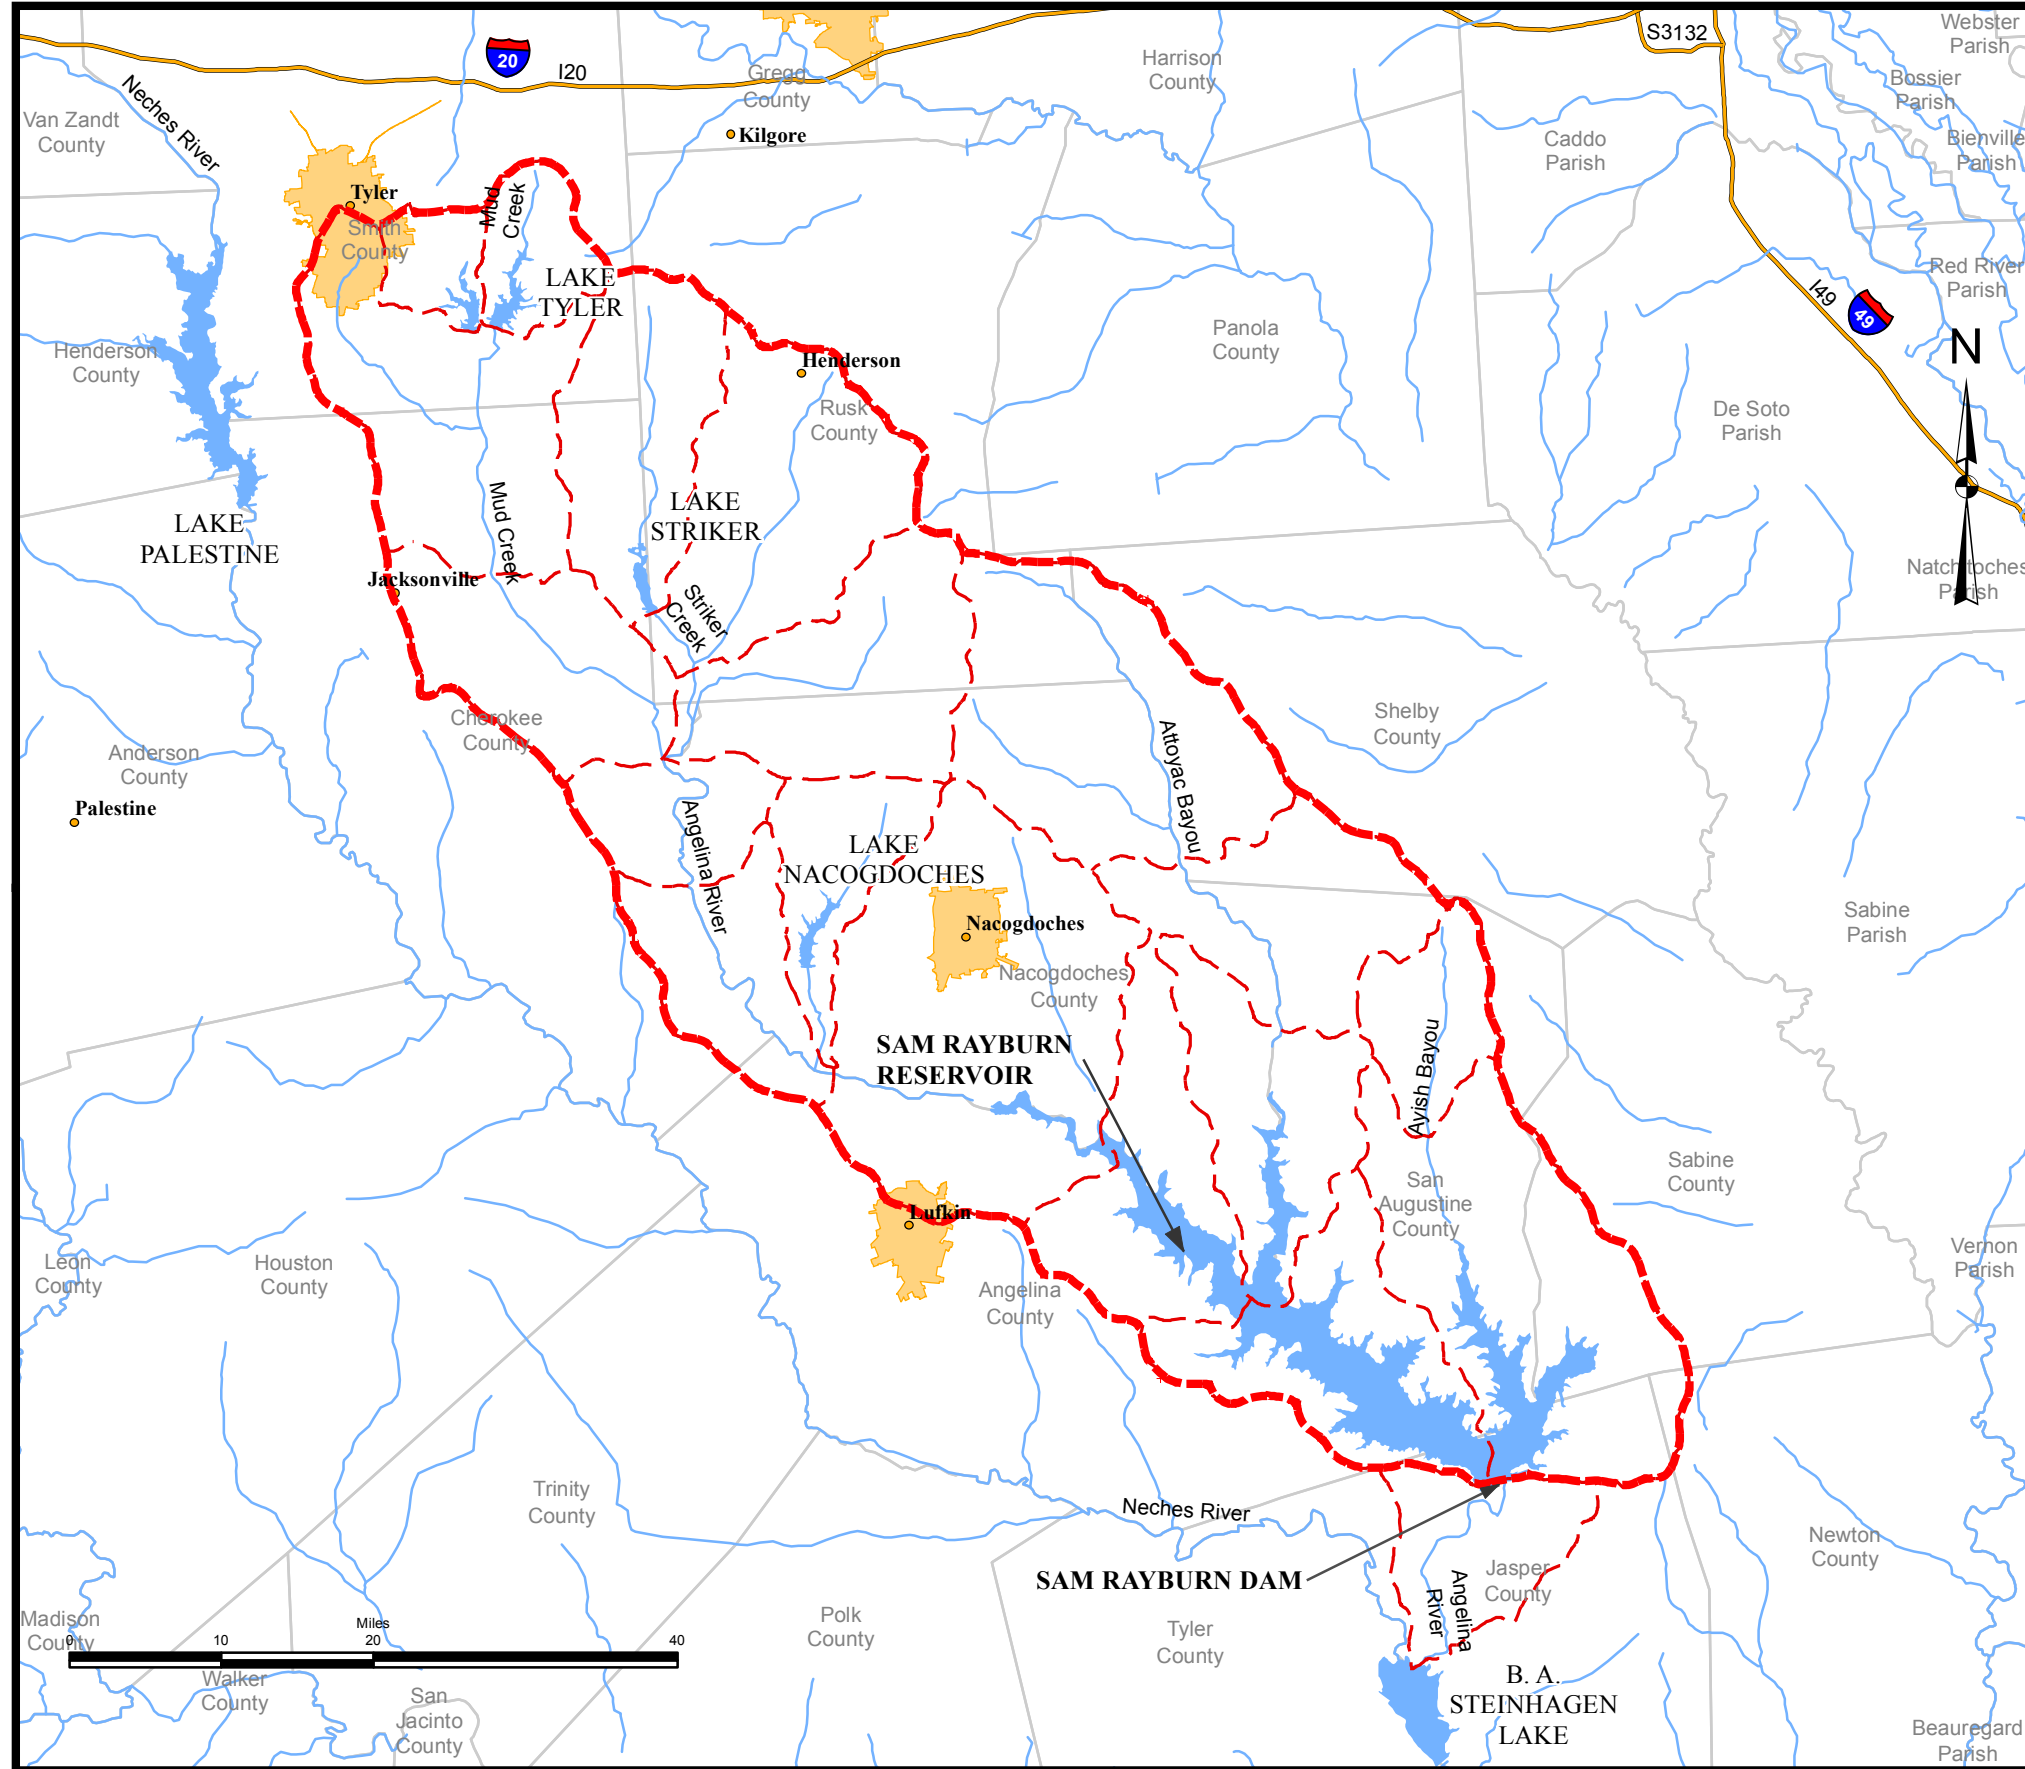 S3132
Webster
Parish
20
I20
Gregg
County
Harrison
County
Bossier
Parish
Neches River
Van Zandt
County
Kilgore
Caddo
Parish
Bienville
Parish
Tyler
Smith
County
Mud
Creek
LAKE
TYLER
Red River
Parish
I49
49
N
Henderson
County
Panola
County
Henderson
Rusk
County
De Soto
Parish
LAKE
PALESTINE
Mud Creek
LAKE
STRIKER
Jacksonville
Striker
Creek
Natchitoches
Parish
Cherokee
County
Shelby
County
Attoyac Bayou
Anderson
County
Palestine
Angelina River
LAKE
NACOGDOCHES
Nacogdoches
Nacogdoches
County
Sabine
Parish
SAM RAYBURN
RESERVOIR
Ayish Bayou
Sabine
County
San
Augustine
County
Lufkin
Leon
County
Houston
County
Angelina
County
Vernon
Parish
Trinity
County
Neches River
Newton
County
SAM RAYBURN DAM
Jasper
County
Angelina
River
Madison
County
Miles
0 10 20 40
Polk
County
Tyler
County
Walker
County
San
Jacinto
County
B. A.
STEINHAGEN
LAKE
Beauregard
Parish